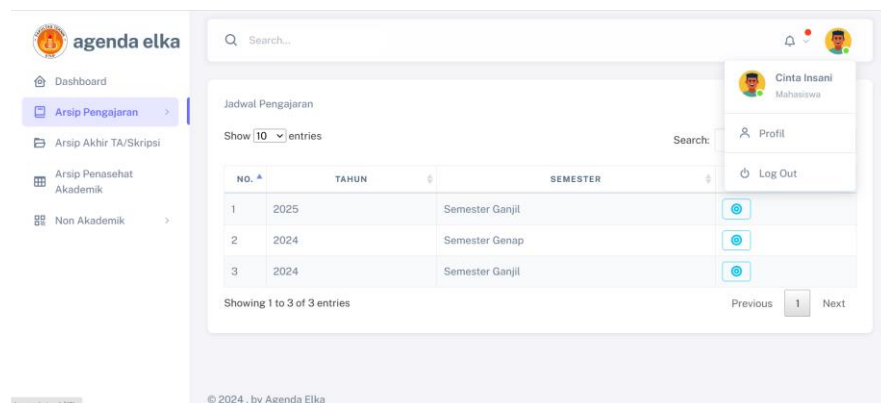 agenda elka
Search...
Dashboard
Arsip Pengajaran
Arsip Akhir TA/Skripsi
Arsip Penasehat
Akademik
Non Akademik
Cinta Insani
Mahasiswa
Profil
Log Out
Jadwal Pengajaran
Show 10 entries
Search:
NO. TAHUN SEMESTER
1 2025 Semester Ganjil
2 2024 Semester Genap
3 2024 Semester Ganjil
Showing 1 to 3 of 3 entries
Previous 1 Next
© 2024 , by Agenda Elka